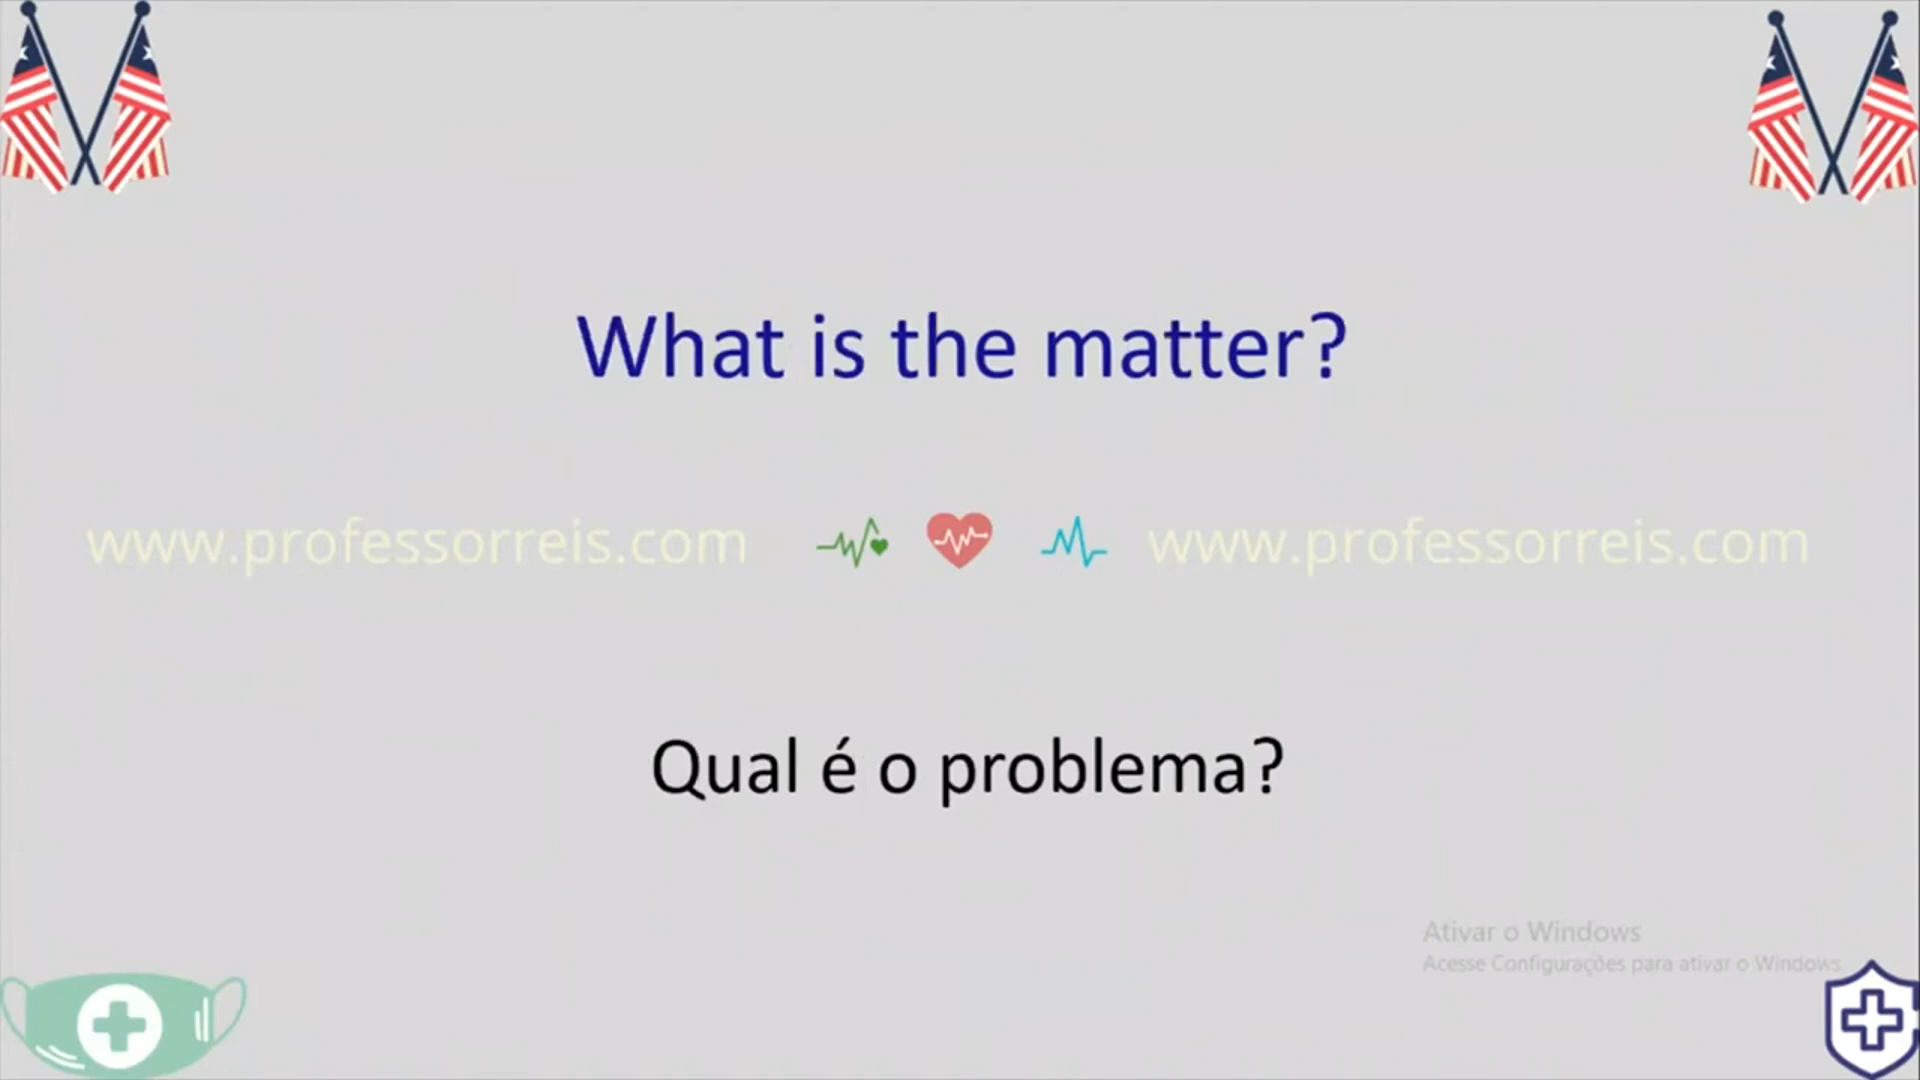 What is the matter?
www.professorreis.com www.professorreis.com
Qual é o problema?
Ativar o Windows
Acesse Configurações para ativar o Windows.